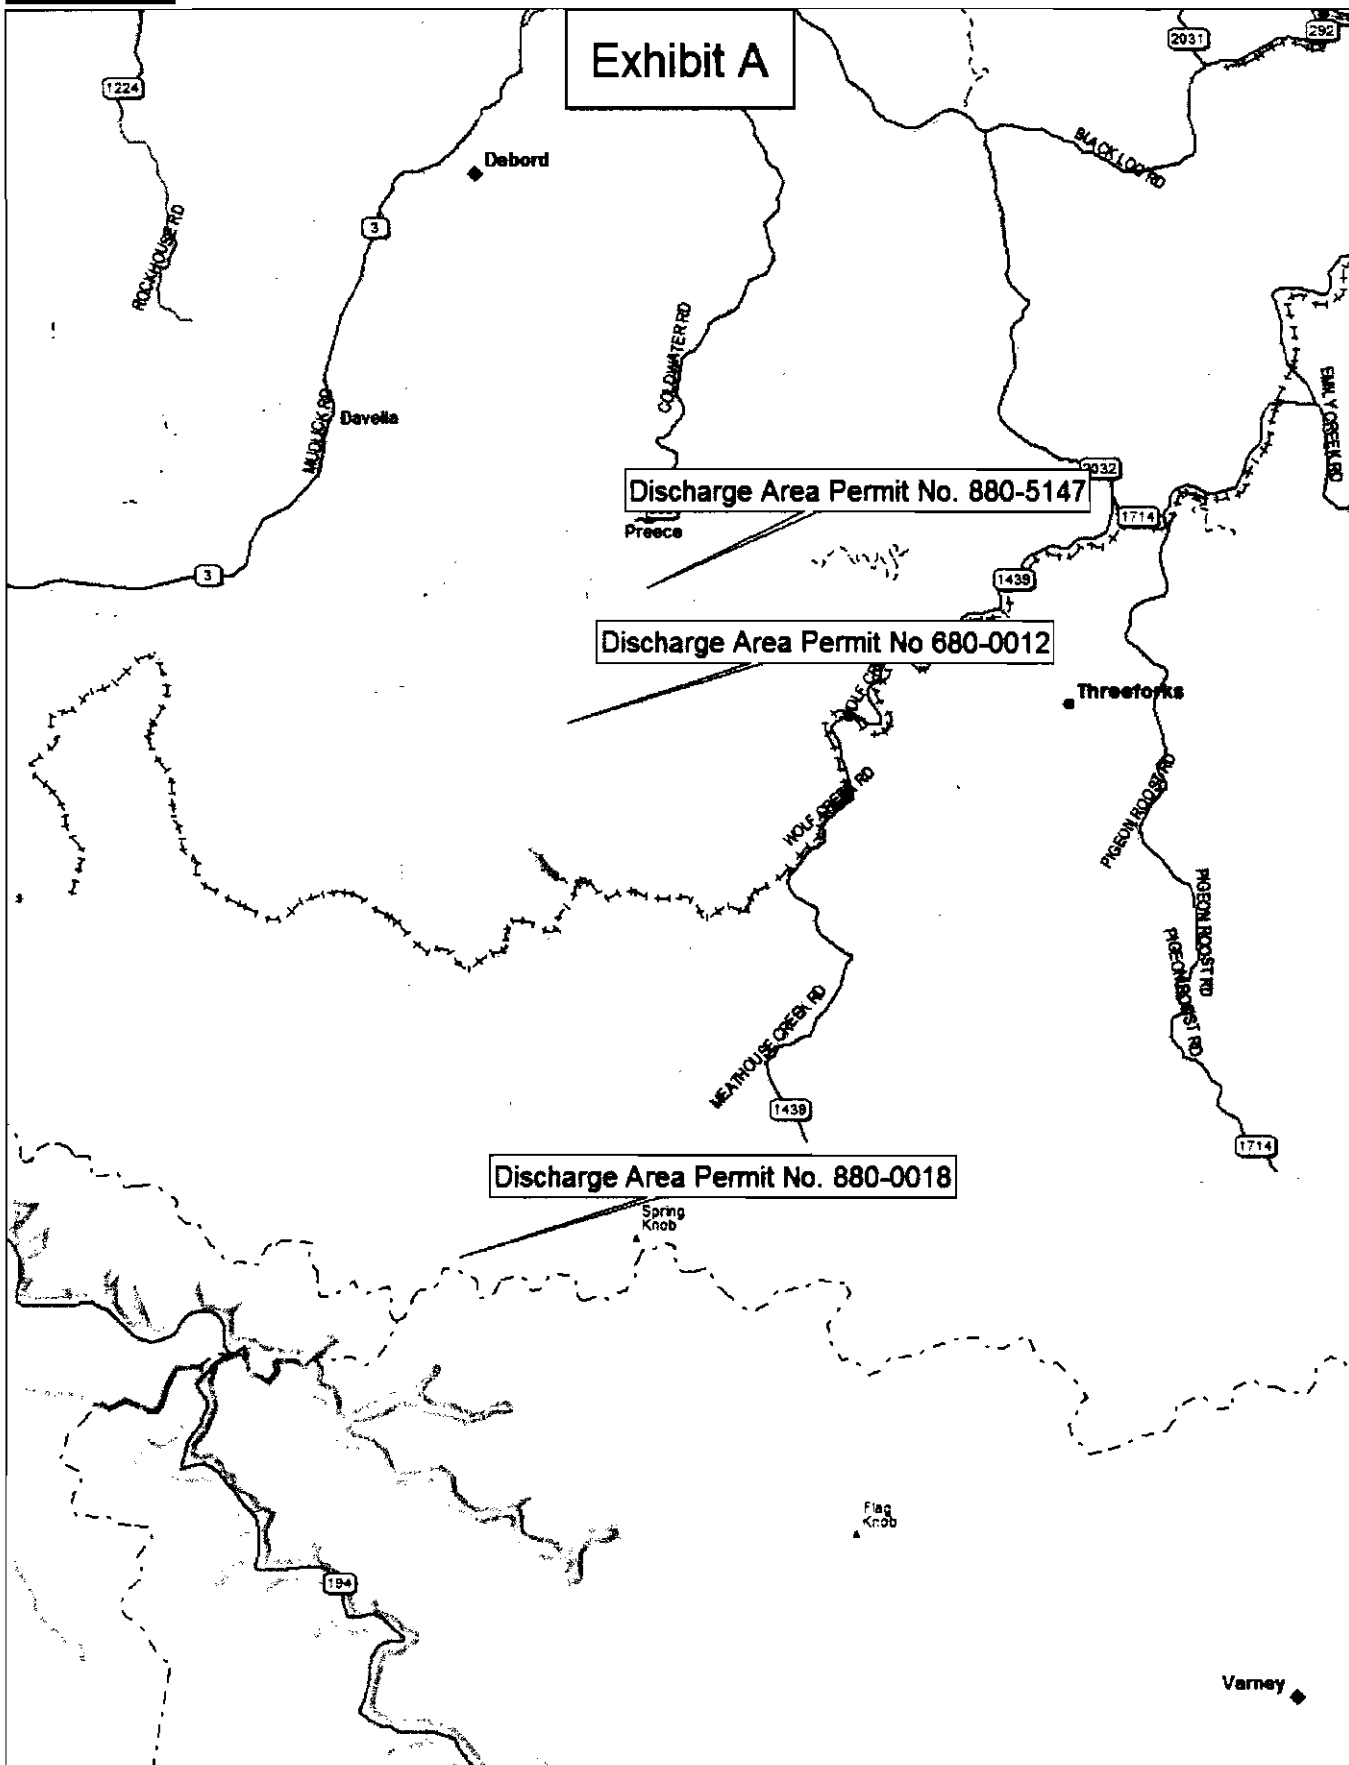 Exhibit A
2031
292
1224
BLACK LOG RD
Debord
3
ROCKHOUSE RD
COLDWATER RD
EMILY CREEK RD
MUDLICK RD
Davella
2032
Discharge Area Permit No. 880-5147
1714
Preece
3
1439
Discharge Area Permit No 680-0012
WOLF
Threeforks
WOLF CREEK RD
PIGEON ROOST RD
PIGEON ROOST RD
PIGEON ROOST RD
MEATHOUSE CREEK RD
1439
1714
Discharge Area Permit No. 880-0018
Spring
Knob
Flag
Knob
194
Varney